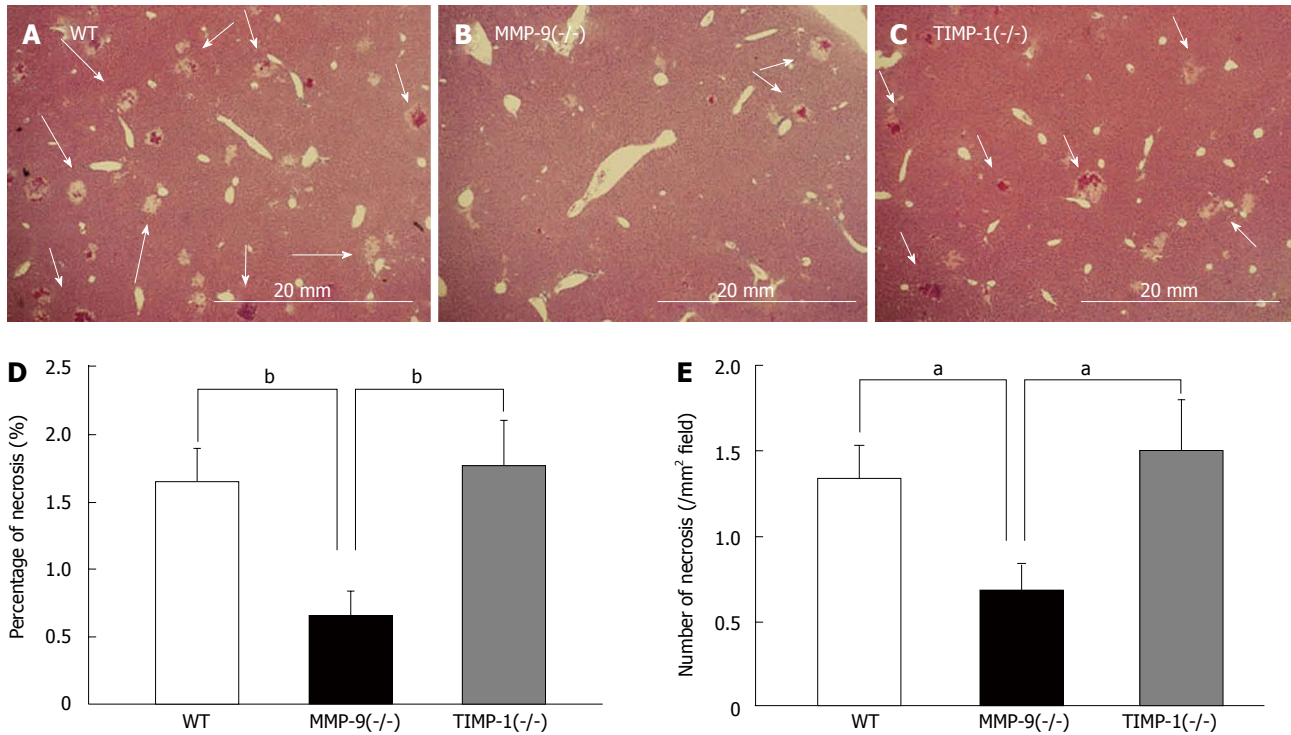 A WT
B MMP-9(-/-)
C TIMP-1(-/-)
20 mm
20 mm
20 mm
D
Percentage of necrosis (%)
2.5
2.0
1.5
1.0
0.5
0
b
b
WT
MMP-9(-/-)
TIMP-1(-/-)
E
Number of necrosis (/mm² field)
2.0
1.5
1.0
0.5
0
a
a
WT
MMP-9(-/-)
TIMP-1(-/-)